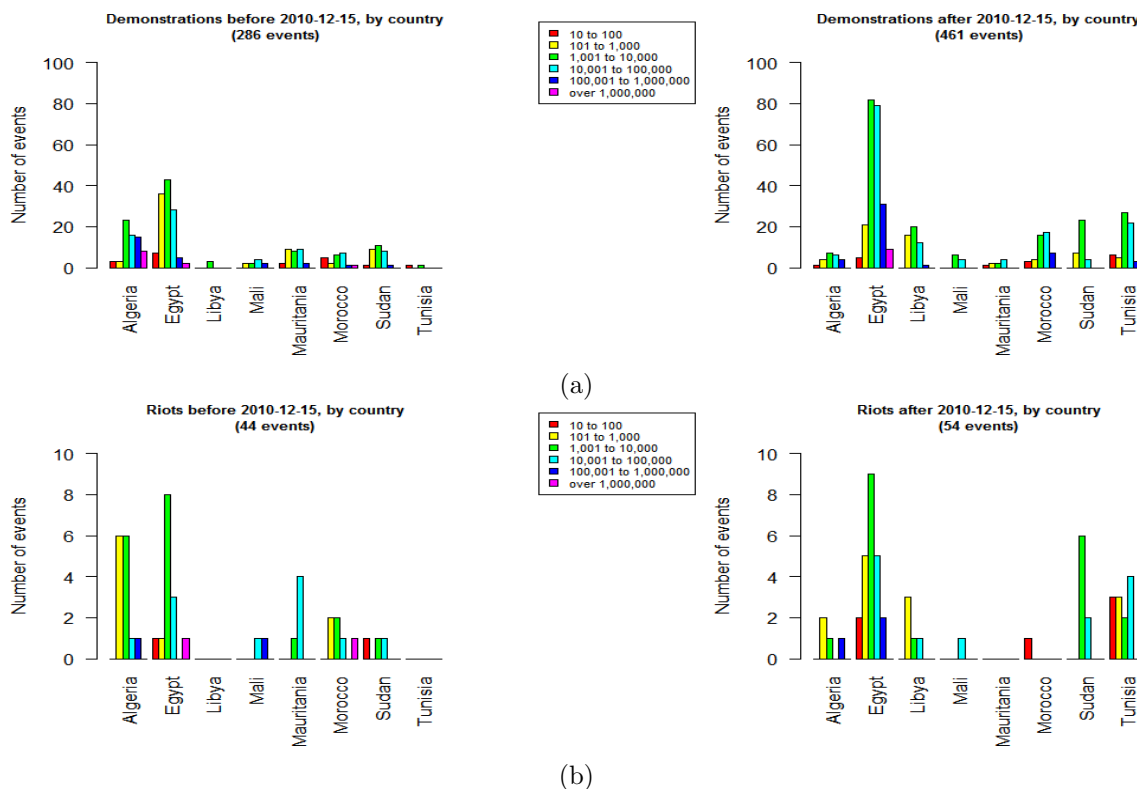 Demonstrations before 2010-12-15, by country
(286 events)
Number of events
100
80
60
40
20
0
Algeria
Egypt
Libya
Mali
Mauritania
Morocco
Sudan
Tunisia
10 to 100
101 to 1,000
1,001 to 10,000
10,001 to 100,000
100,001 to 1,000,000
over 1,000,000
Demonstrations after 2010-12-15, by country
(461 events)
Number of events
100
80
60
40
20
0
Algeria
Egypt
Libya
Mali
Mauritania
Morocco
Sudan
Tunisia
(a)
Riots before 2010-12-15, by country
(44 events)
Number of events
10
8
6
4
2
0
Algeria
Egypt
Libya
Mali
Mauritania
Morocco
Sudan
Tunisia
10 to 100
101 to 1,000
1,001 to 10,000
10,001 to 100,000
100,001 to 1,000,000
over 1,000,000
Riots after 2010-12-15, by country
(54 events)
Number of events
10
8
6
4
2
0
Algeria
Egypt
Libya
Mali
Mauritania
Morocco
Sudan
Tunisia
(b)